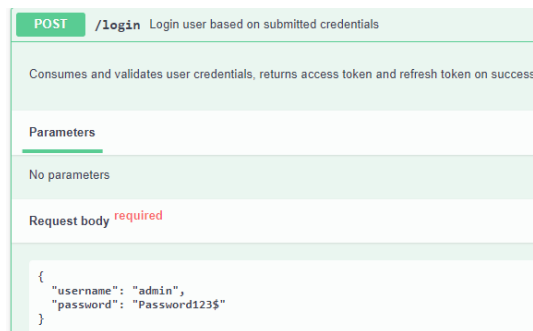 POST /login Login user based on submitted credentials
Consumes and validates user credentials, returns access token and refresh token on success
Parameters
No parameters
Request body required
{
"username": "admin",
"password": "Password123$"
}